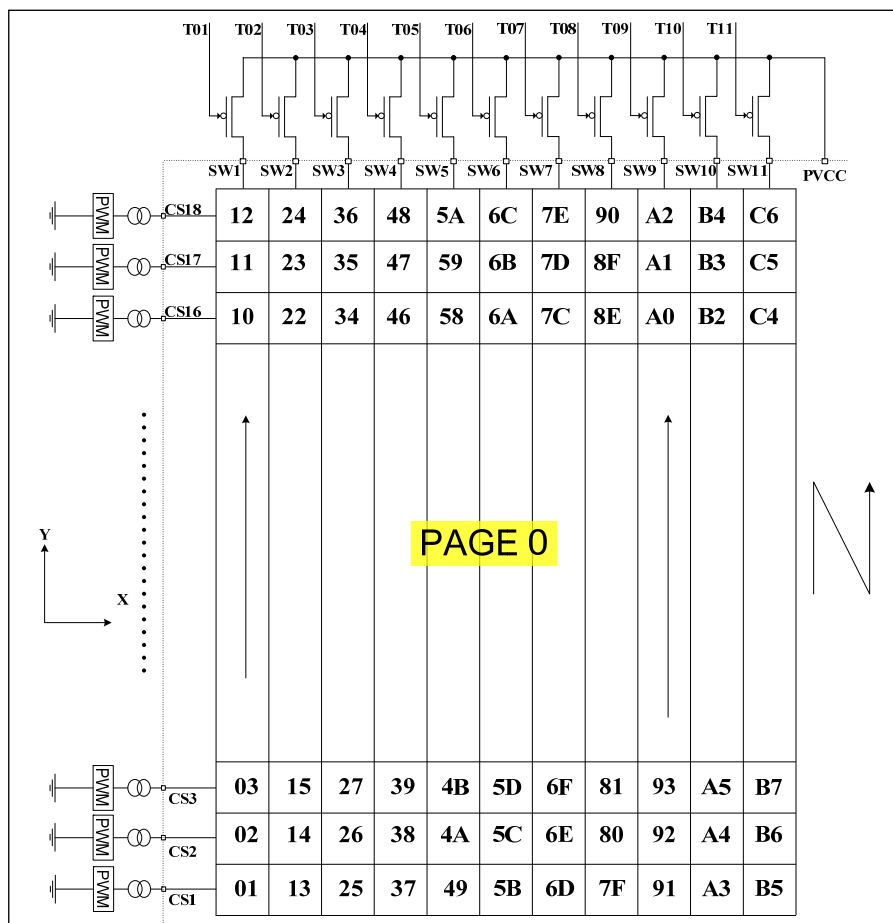 T01 T02 T03 T04 T05 T06 T07 T08 T09 T10 T11
SW1 SW2 SW3 SW4 SW5 SW6 SW7 SW8 SW9 SW10 SW11 PVCC
PWM CS18 12 24 36 48 5A 6C 7E 90 A2 B4 C6
PWM CS17 11 23 35 47 59 6B 7D 8F A1 B3 C5
PWM CS16 10 22 34 46 58 6A 7C 8E A0 B2 C4
PAGE 0
Y
X
PWM CS3 03 15 27 39 4B 5D 6F 81 93 A5 B7
PWM CS2 02 14 26 38 4A 5C 6E 80 92 A4 B6
PWM CS1 01 13 25 37 49 5B 6D 7F 91 A3 B5